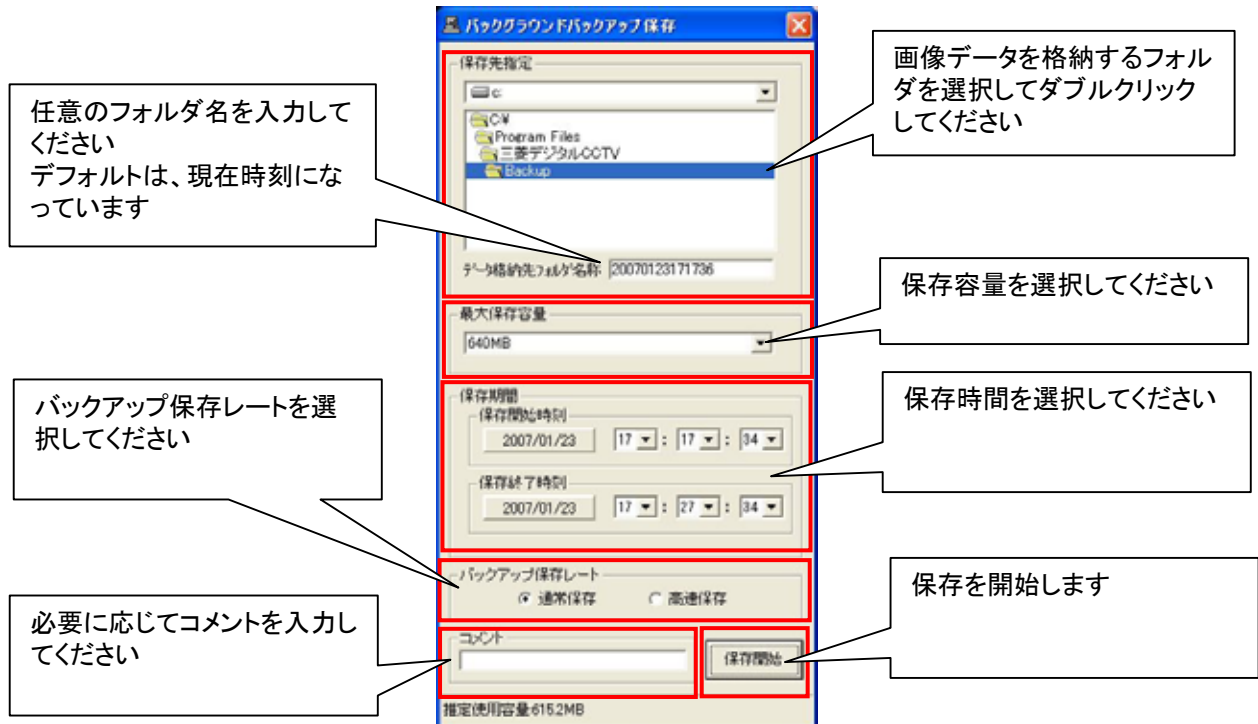 バックグラウンドバックアップ保存
保存先指定
c:
C¥
Program Files
三菱デジタルCCTV
Backup
データ格納先フォルダ名称 20070123171736
最大保存容量
640MB
保存期間
保存開始時刻
2007/01/23 17 : 17 : 34
保存終了時刻
2007/01/23 17 : 27 : 34
バックアップ保存レート
通常保存 高速保存
コメント
保存開始
推定使用容量:615.2MB
任意のフォルダ名を入力して
ください
デフォルトは、現在時刻にな
っています
バックアップ保存レートを選
択してください
必要に応じてコメントを入力し
てください
画像データを格納するフォル
ダを選択してダブルクリック
してください
保存容量を選択してください
保存時間を選択してください
保存を開始します